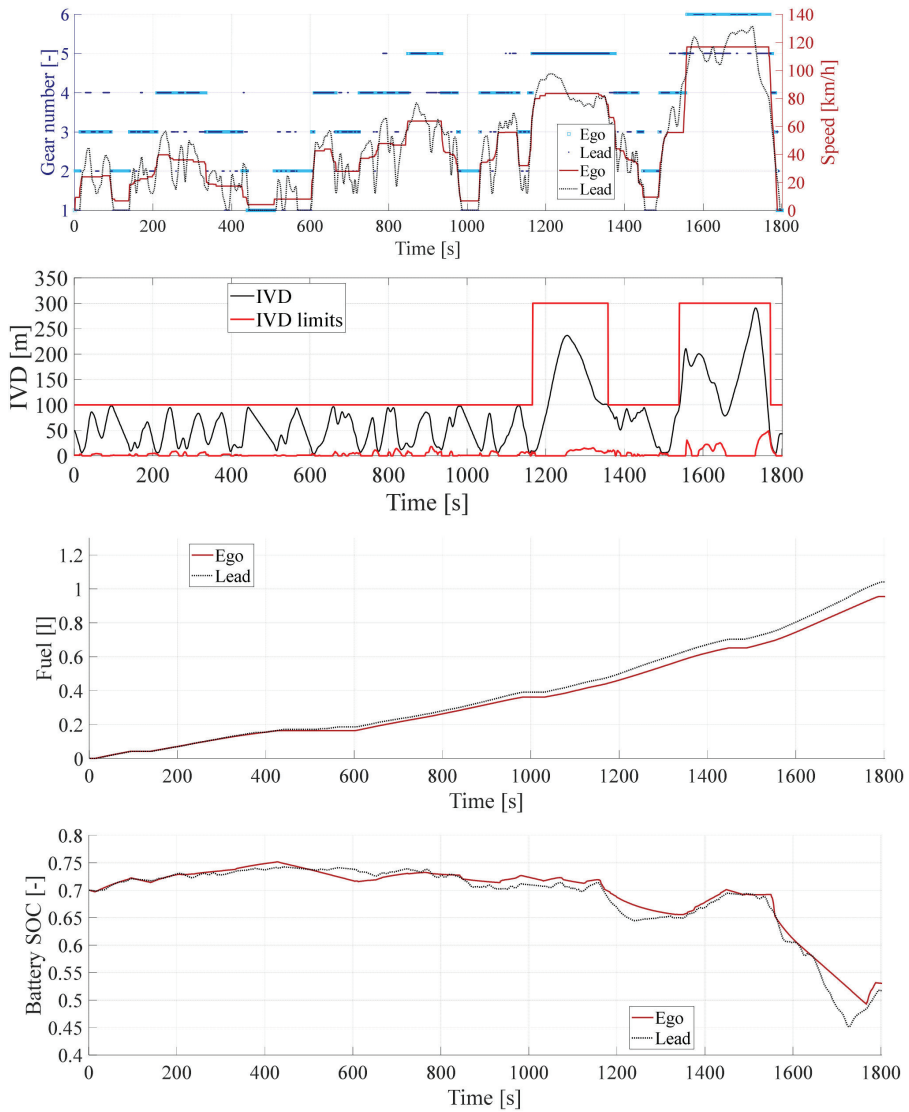 6 5 4 3 2 1
Gear number [-]
140 120 100 80 60 40 20 0
Speed [km/h]
Ego
Lead
Ego
Lead
0 200 400 600 800 1000 1200 1400 1600 1800
Time [s]
350 300 250 200 150 100 50 0
IVD [m]
IVD
IVD limits
0 200 400 600 800 1000 1200 1400 1600 1800
Time [s]
1.2 1 0.8 0.6 0.4 0.2 0
Fuel [l]
Ego
Lead
0 200 400 600 800 1000 1200 1400 1600 1800
Time [s]
0.8 0.75 0.7 0.65 0.6 0.55 0.5 0.45 0.4
Battery SOC [-]
Ego
Lead
0 200 400 600 800 1000 1200 1400 1600 1800
Time [s]